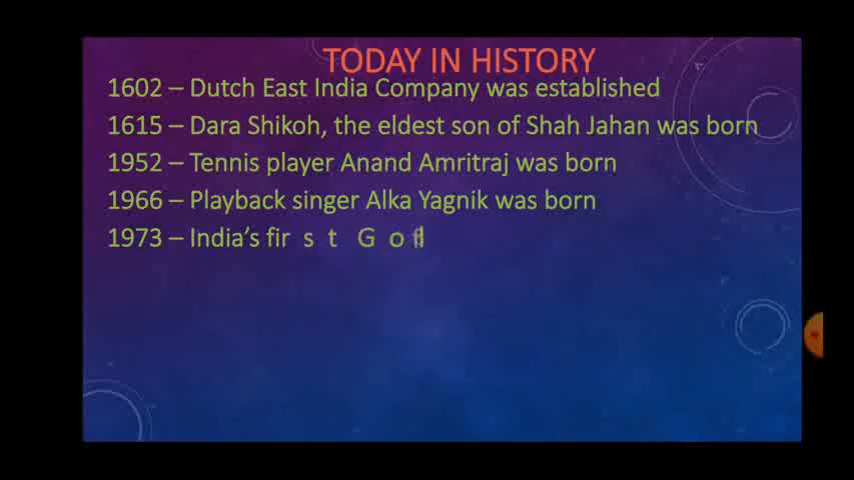 TODAY IN HISTORY
1602 – Dutch East India Company was established
1615 – Dara Shikoh, the eldest son of Shah Jahan was born
1952 – Tennis player Anand Amritraj was born
1966 – Playback singer Alka Yagnik was born
1973 – India's first